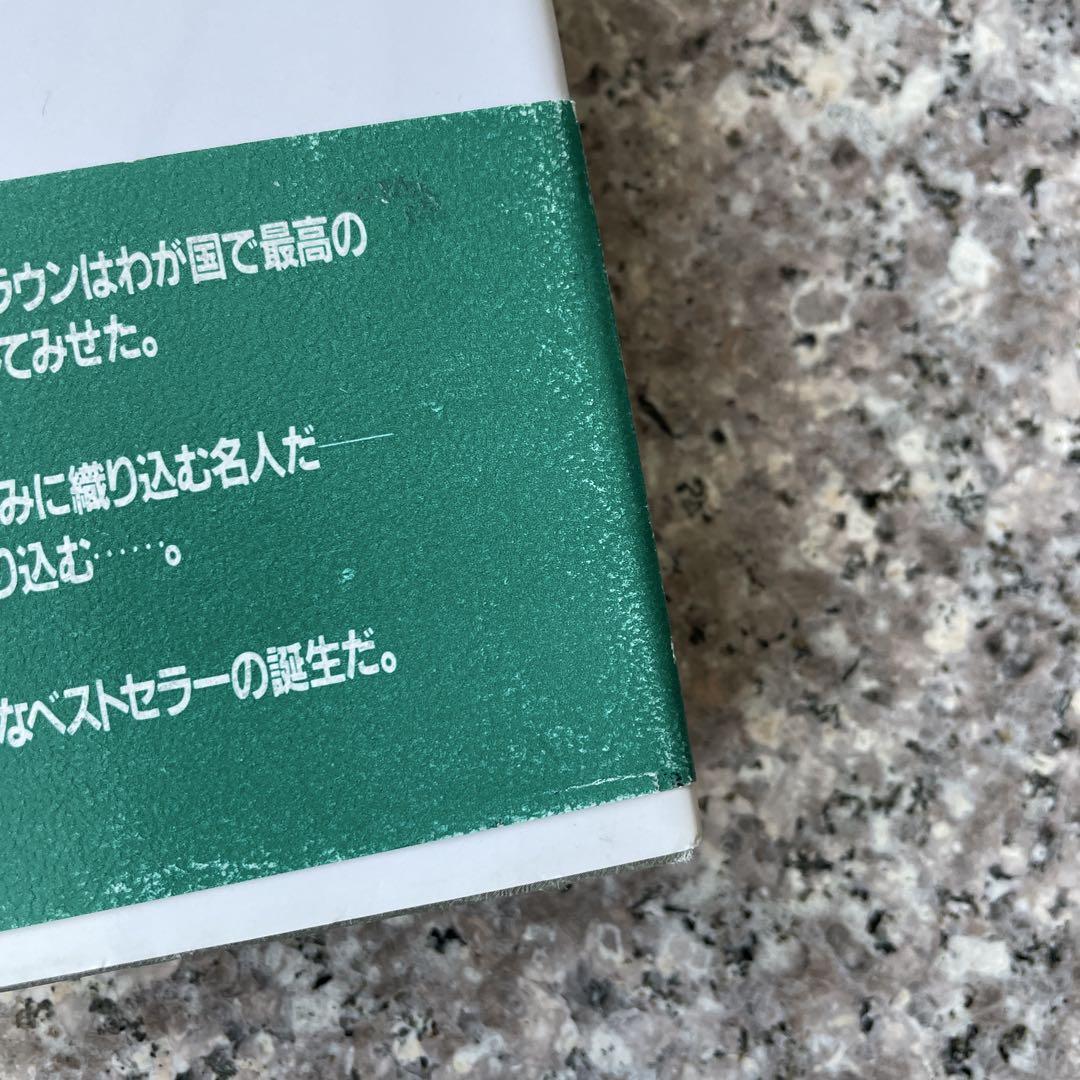 ラウンはわが国で最高の
てみせた。
みに織り込む名人だ――
り込む……。
なベストセラーの誕生だ。